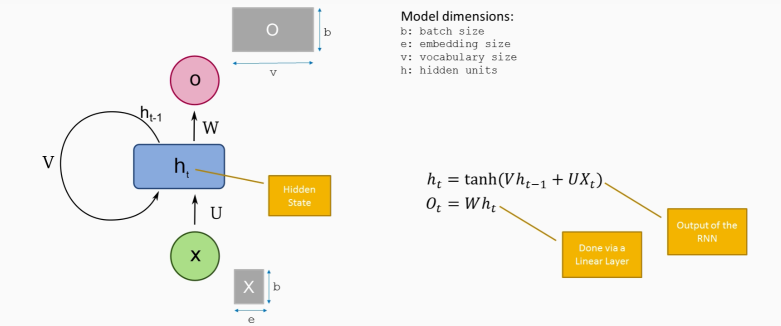 O
b
v
Model dimensions:
b: batch size
e: embedding size
v: vocabulary size
h: hidden units
O
h_{t-1}
W
V
h_t
Hidden
State
U
X
X
b
e
h_t = tanh(Vh_{t-1} + UX_t)
O_t = Wh_t
Output of the
RNN
Done via a
Linear Layer